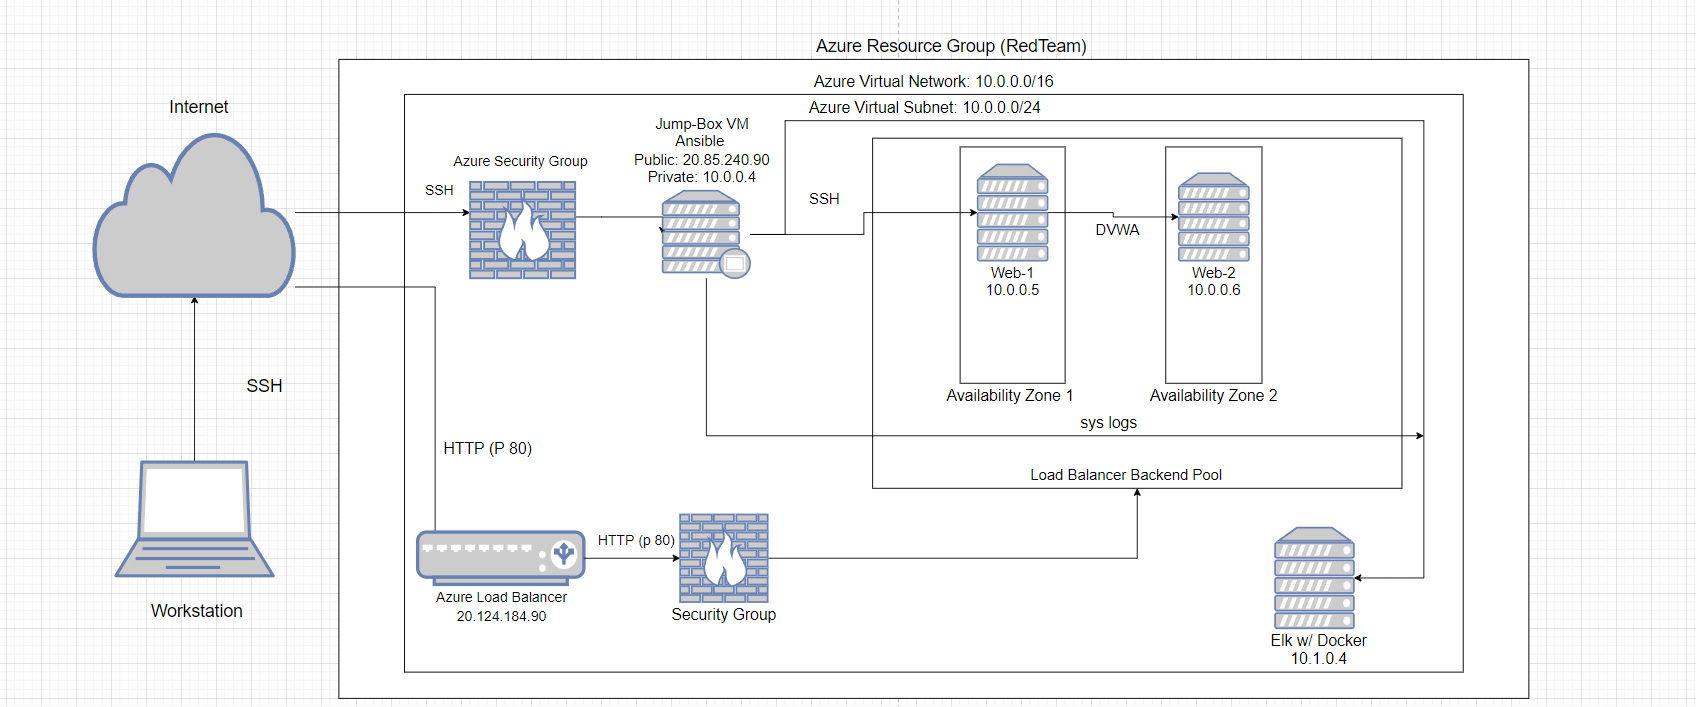 Azure Resource Group (RedTeam)
Azure Virtual Network: 10.0.0.0/16
Azure Virtual Subnet: 10.0.0.0/24
Internet
Jump-Box VM
Ansible
Public: 20.85.240.90
Private: 10.0.0.4
Azure Security Group
SSH
SSH
DVWA
Web-1
10.0.0.5
Web-2
10.0.0.6
SSH
Availability Zone 1
Availability Zone 2
sys logs
HTTP (P 80)
Load Balancer Backend Pool
HTTP (p 80)
Azure Load Balancer
20.124.184.90
Security Group
Workstation
Elk w/ Docker
10.1.0.4